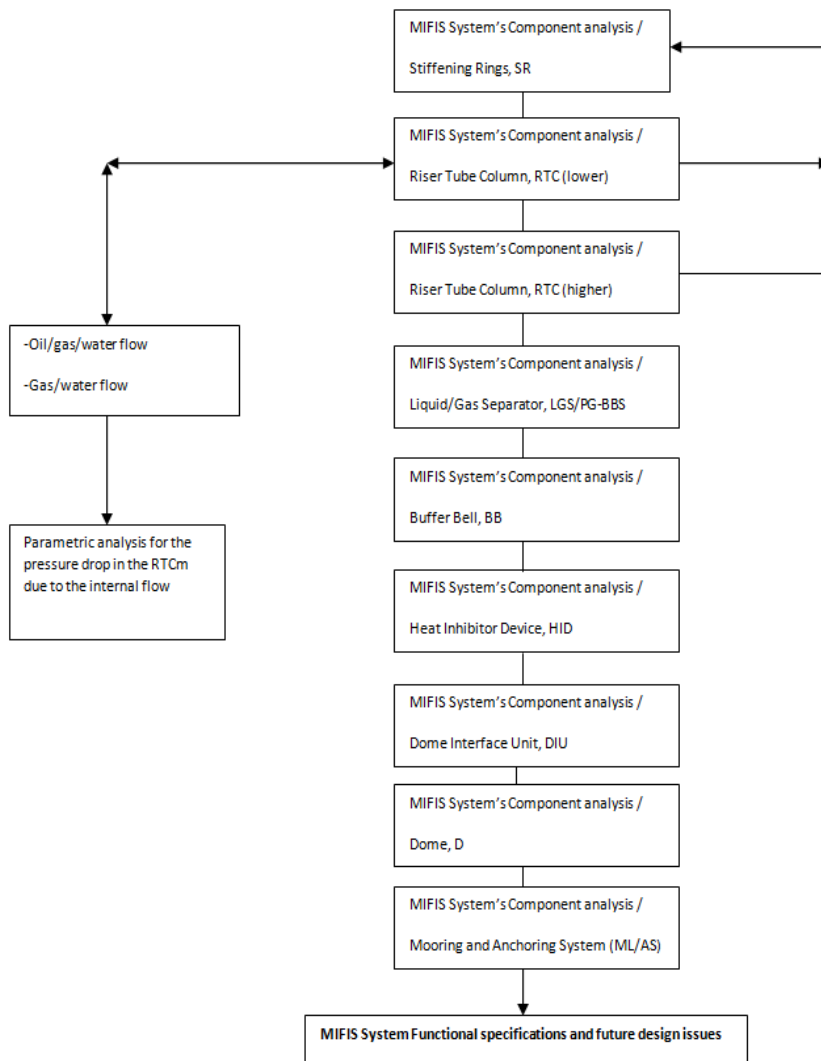 MIFIS System's Component analysis /
Stiffening Rings, SR
MIFIS System's Component analysis /
Riser Tube Column, RTC (lower)
MIFIS System's Component analysis /
Riser Tube Column, RTC (higher)
-Oil/gas/water flow
-Gas/water flow
MIFIS System's Component analysis /
Liquid/Gas Separator, LGS/PG-BBS
MIFIS System's Component analysis /
Buffer Bell, BB
Parametric analysis for the
pressure drop in the RTCm
due to the internal flow
MIFIS System's Component analysis /
Heat Inhibitor Device, HID
MIFIS System's Component analysis /
Dome Interface Unit, DIU
MIFIS System's Component analysis /
Dome, D
MIFIS System's Component analysis /
Mooring and Anchoring System (ML/AS)
MIFIS System Functional specifications and future design issues